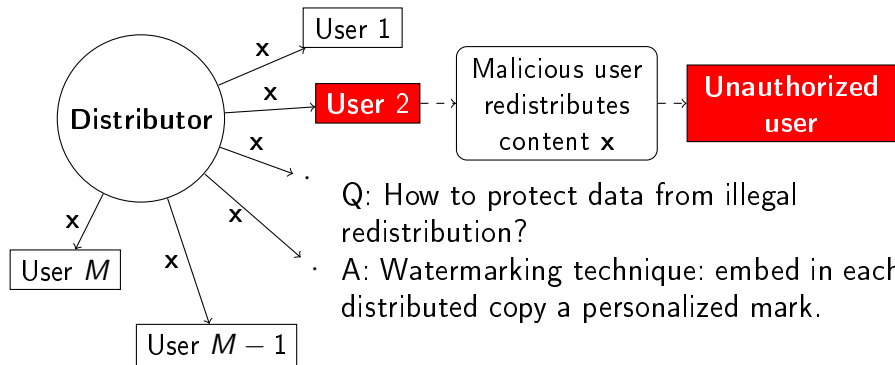 User 1
x
x
User 2
Malicious user
redistributes
content x
Unauthorized
user
Distributor
x
x
x
x
User M
User M − 1
Q: How to protect data from illegal
redistribution?
A: Watermarking technique: embed in each
distributed copy a personalized mark.